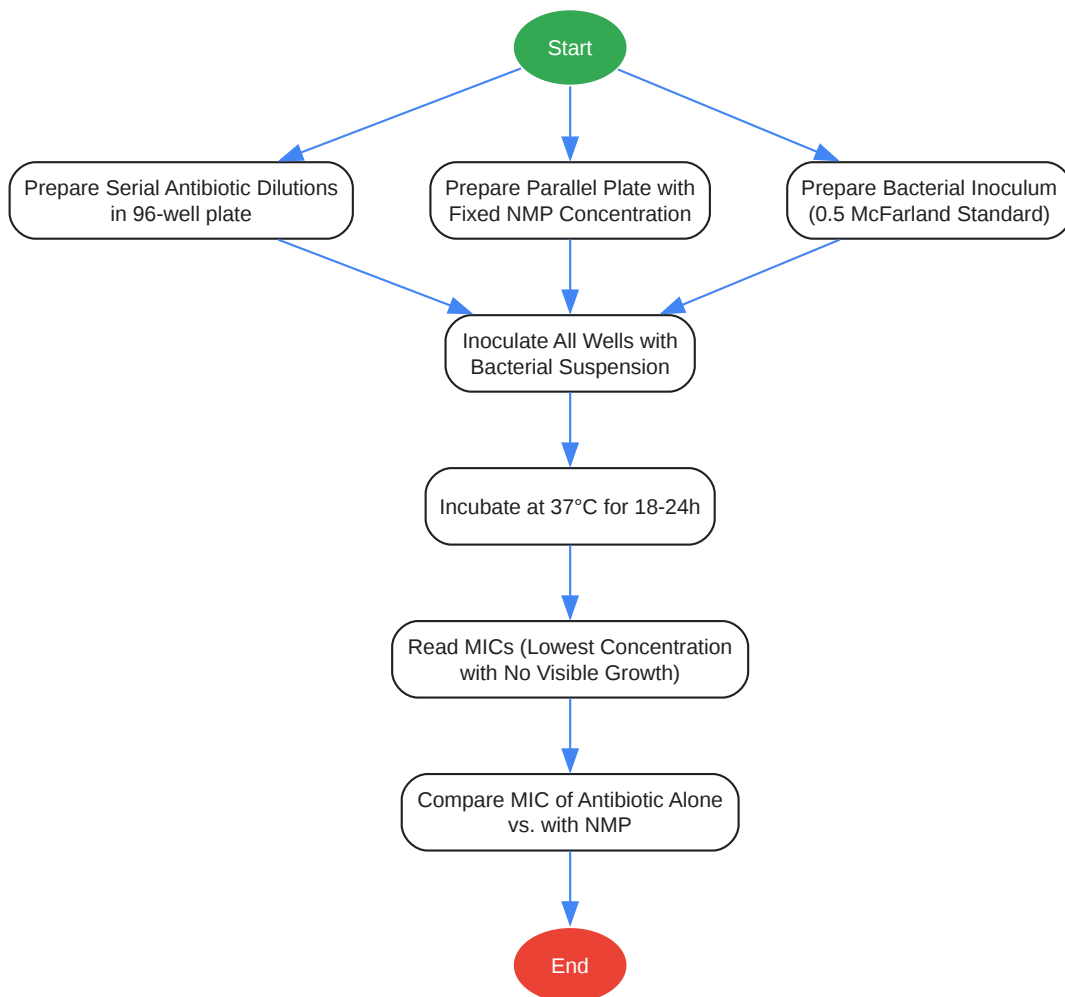 Start
Prepare Serial Antibiotic Dilutions
in 96-well plate
Prepare Parallel Plate with
Fixed NMP Concentration
Prepare Bacterial Inoculum
(0.5 McFarland Standard)
Inoculate All Wells with
Bacterial Suspension
Incubate at 37°C for 18-24h
Read MICs (Lowest Concentration
with No Visible Growth)
Compare MIC of Antibiotic Alone
vs. with NMP
End